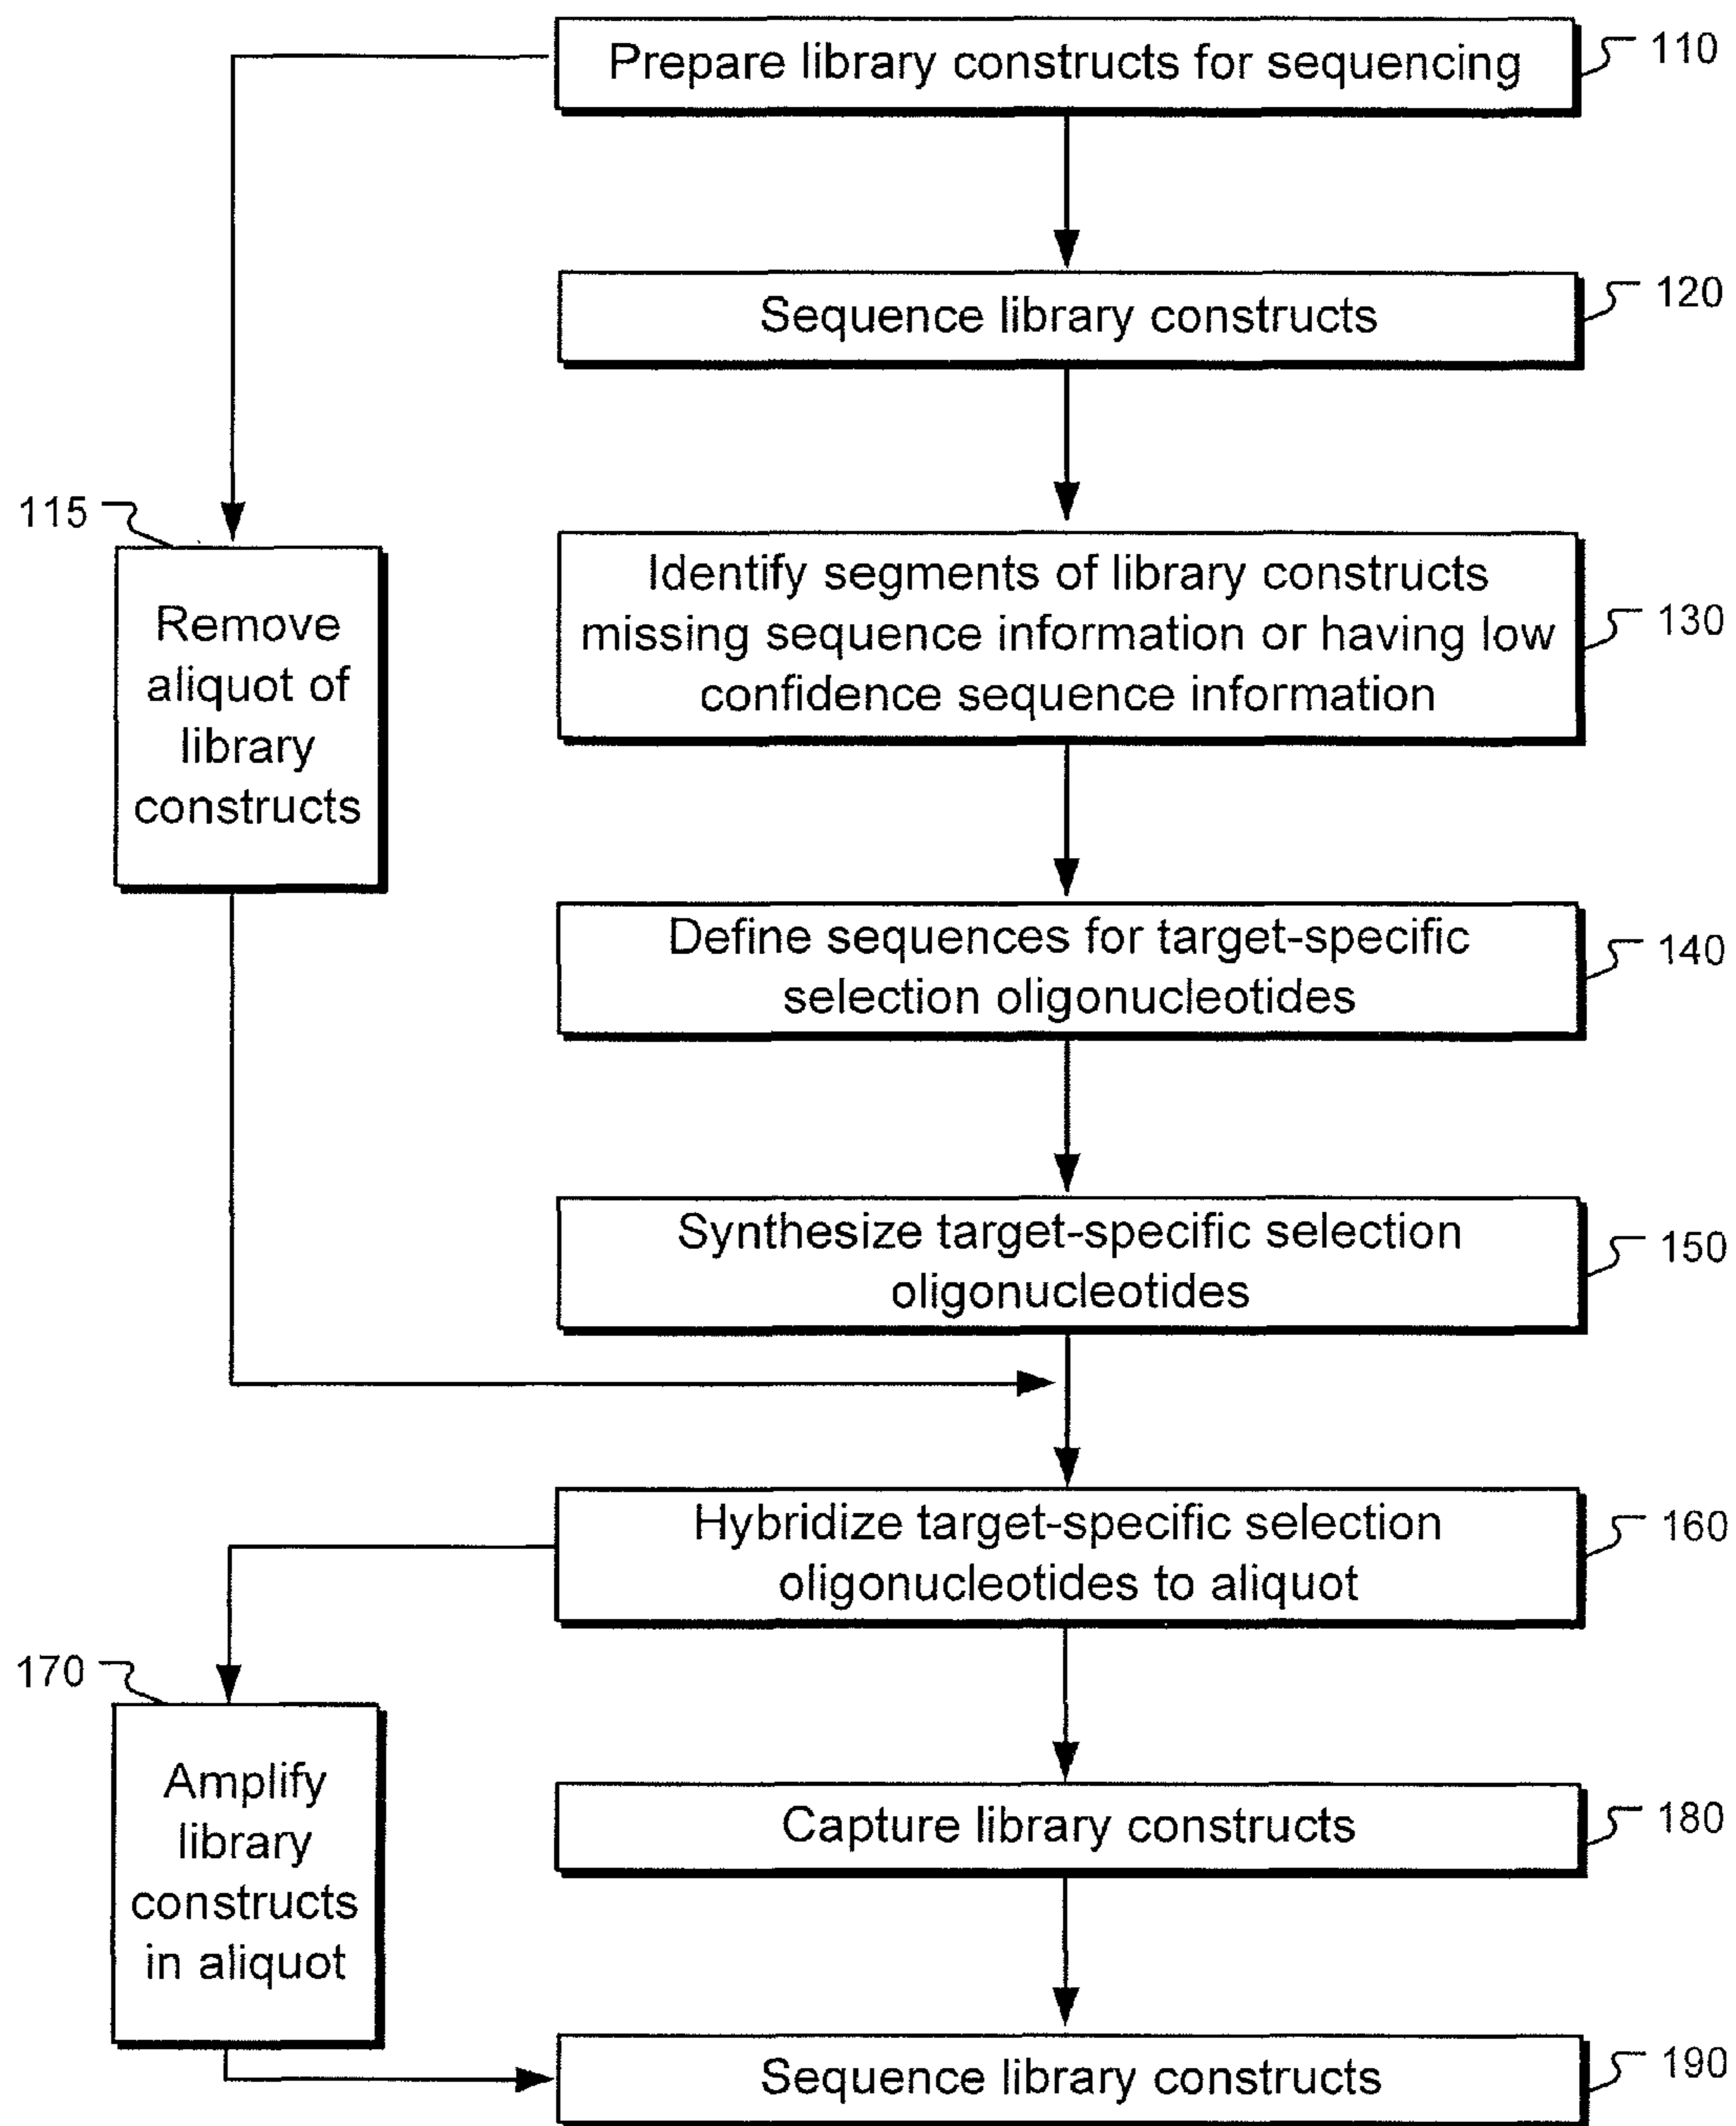 Prepare library constructs for sequencing
110
Sequence library constructs
120
115
Remove
aliquot of
library
constructs
Identify segments of library constructs
missing sequence information or having low
confidence sequence information
130
Define sequences for target-specific
selection oligonucleotides
140
Synthesize target-specific selection
oligonucleotides
150
Hybridize target-specific selection
oligonucleotides to aliquot
160
170
Amplify
library
constructs
in aliquot
Capture library constructs
180
Sequence library constructs
190